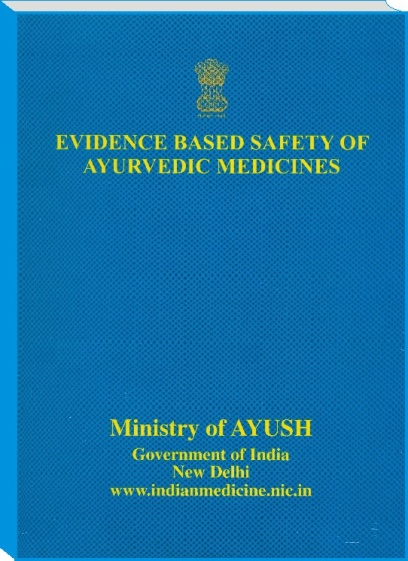 EVIDENCE BASED SAFETY OF
AYURVEDIC MEDICINES
Ministry of AYUSH
Government of India
New Delhi
www.indianmedicine.nic.in